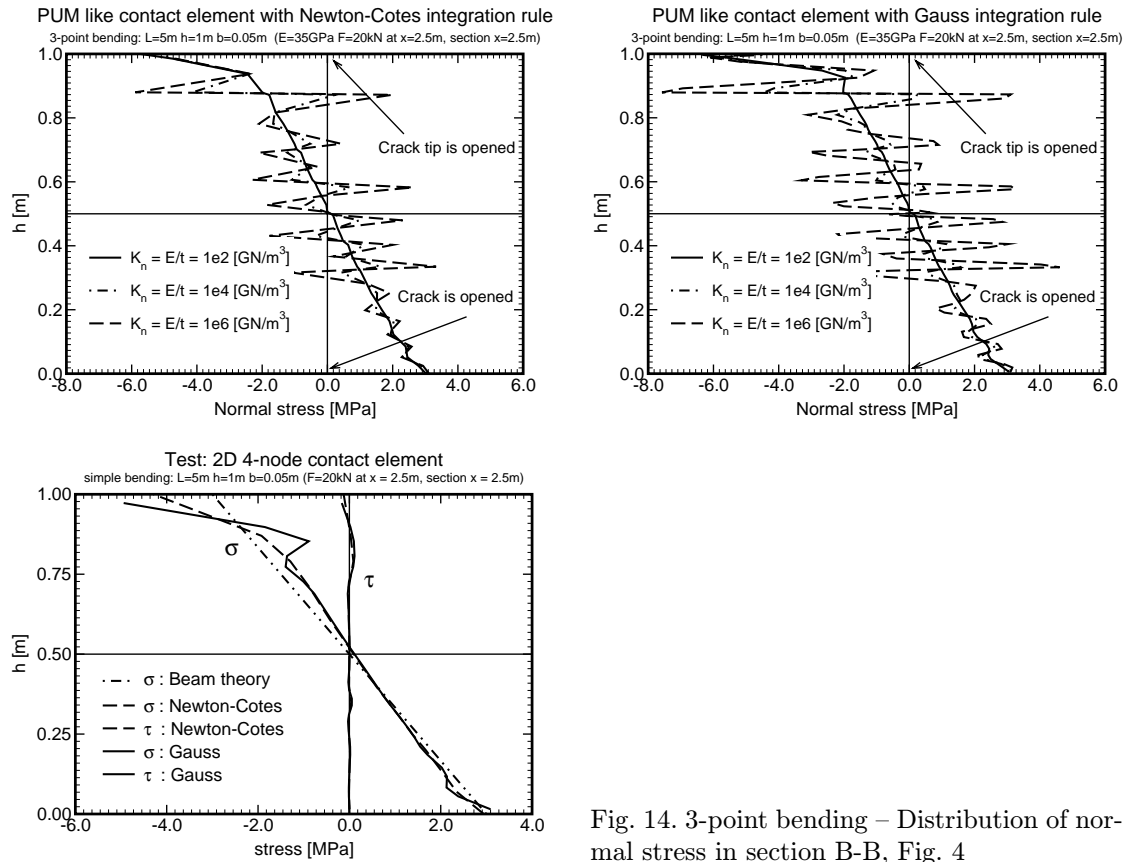 PUM like contact element with Newton-Cotes integration rule
3-point bending: L=5m h=1m b=0.05m (E=35GPa F=20kN at x=2.5m, section x=2.5m)
1.0
0.8
0.6
0.4
0.2
0.0
h [m]
Crack tip is opened
K_n = E/t = 1e2 [GN/m^3]
K_n = E/t = 1e4 [GN/m^3]
K_n = E/t = 1e6 [GN/m^3]
Crack is opened
-8.0 -6.0 -4.0 -2.0 0.0 2.0 4.0 6.0
Normal stress [MPa]
PUM like contact element with Gauss integration rule
3-point bending: L=5m h=1m b=0.05m (E=35GPa F=20kN at x=2.5m, section x=2.5m)
1.0
0.8
0.6
0.4
0.2
0.0
h [m]
Crack tip is opened
K_n = E/t = 1e2 [GN/m^3]
K_n = E/t = 1e4 [GN/m^3]
K_n = E/t = 1e6 [GN/m^3]
Crack is opened
-8.0 -6.0 -4.0 -2.0 0.0 2.0 4.0 6.0
Normal stress [MPa]
Test: 2D 4-node contact element
simple bending: L=5m h=1m b=0.05m (F=20kN at x = 2.5m, section x = 2.5m)
1.00
0.75
0.50
0.25
0.00
h [m]
σ
τ
σ : Beam theory
σ : Newton-Cotes
τ : Newton-Cotes
σ : Gauss
τ : Gauss
-6.0 -4.0 -2.0 0.0 2.0 4.0
stress [MPa]
Fig. 14. 3-point bending – Distribution of nor-
mal stress in section B-B, Fig. 4